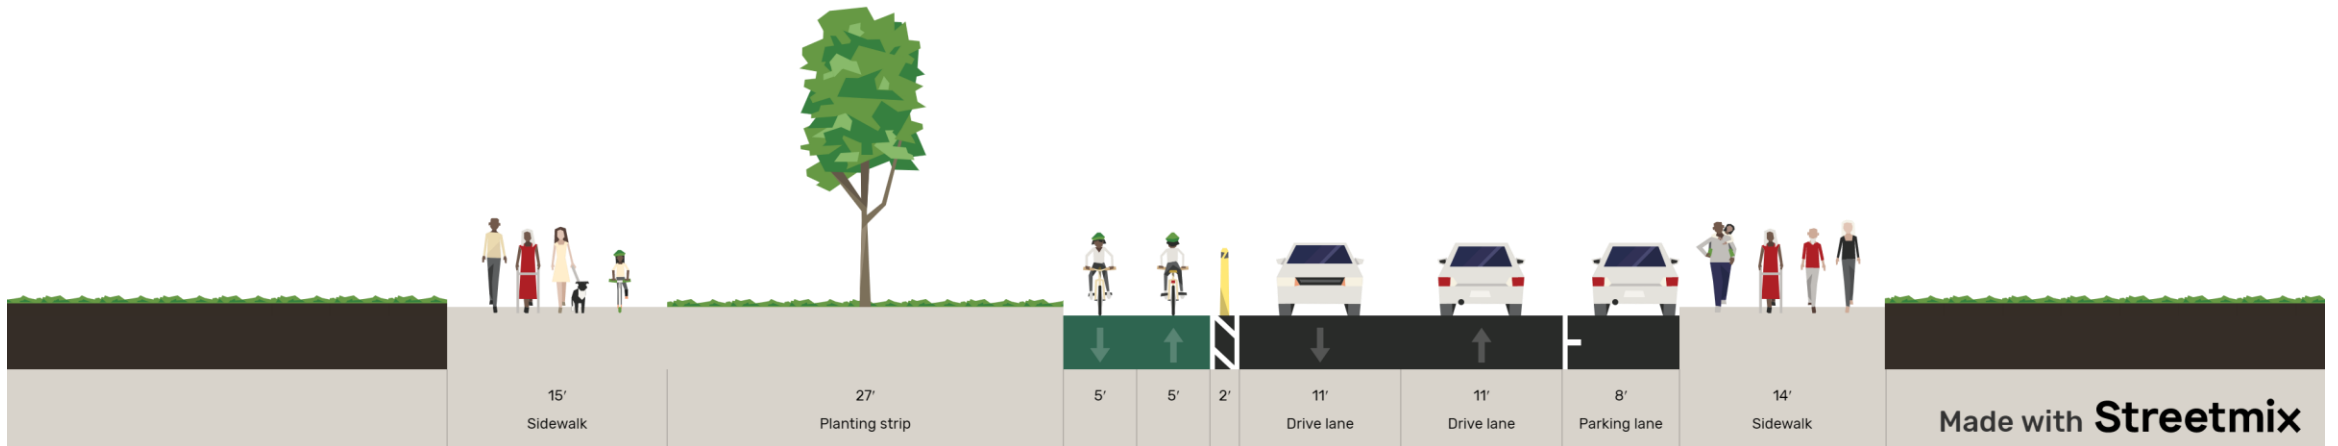 15′
Sidewalk
27′
Planting strip
5′
5′
2′
11′
Drive lane
11′
Drive lane
8′
Parking lane
14′
Sidewalk
Made with Streetmix